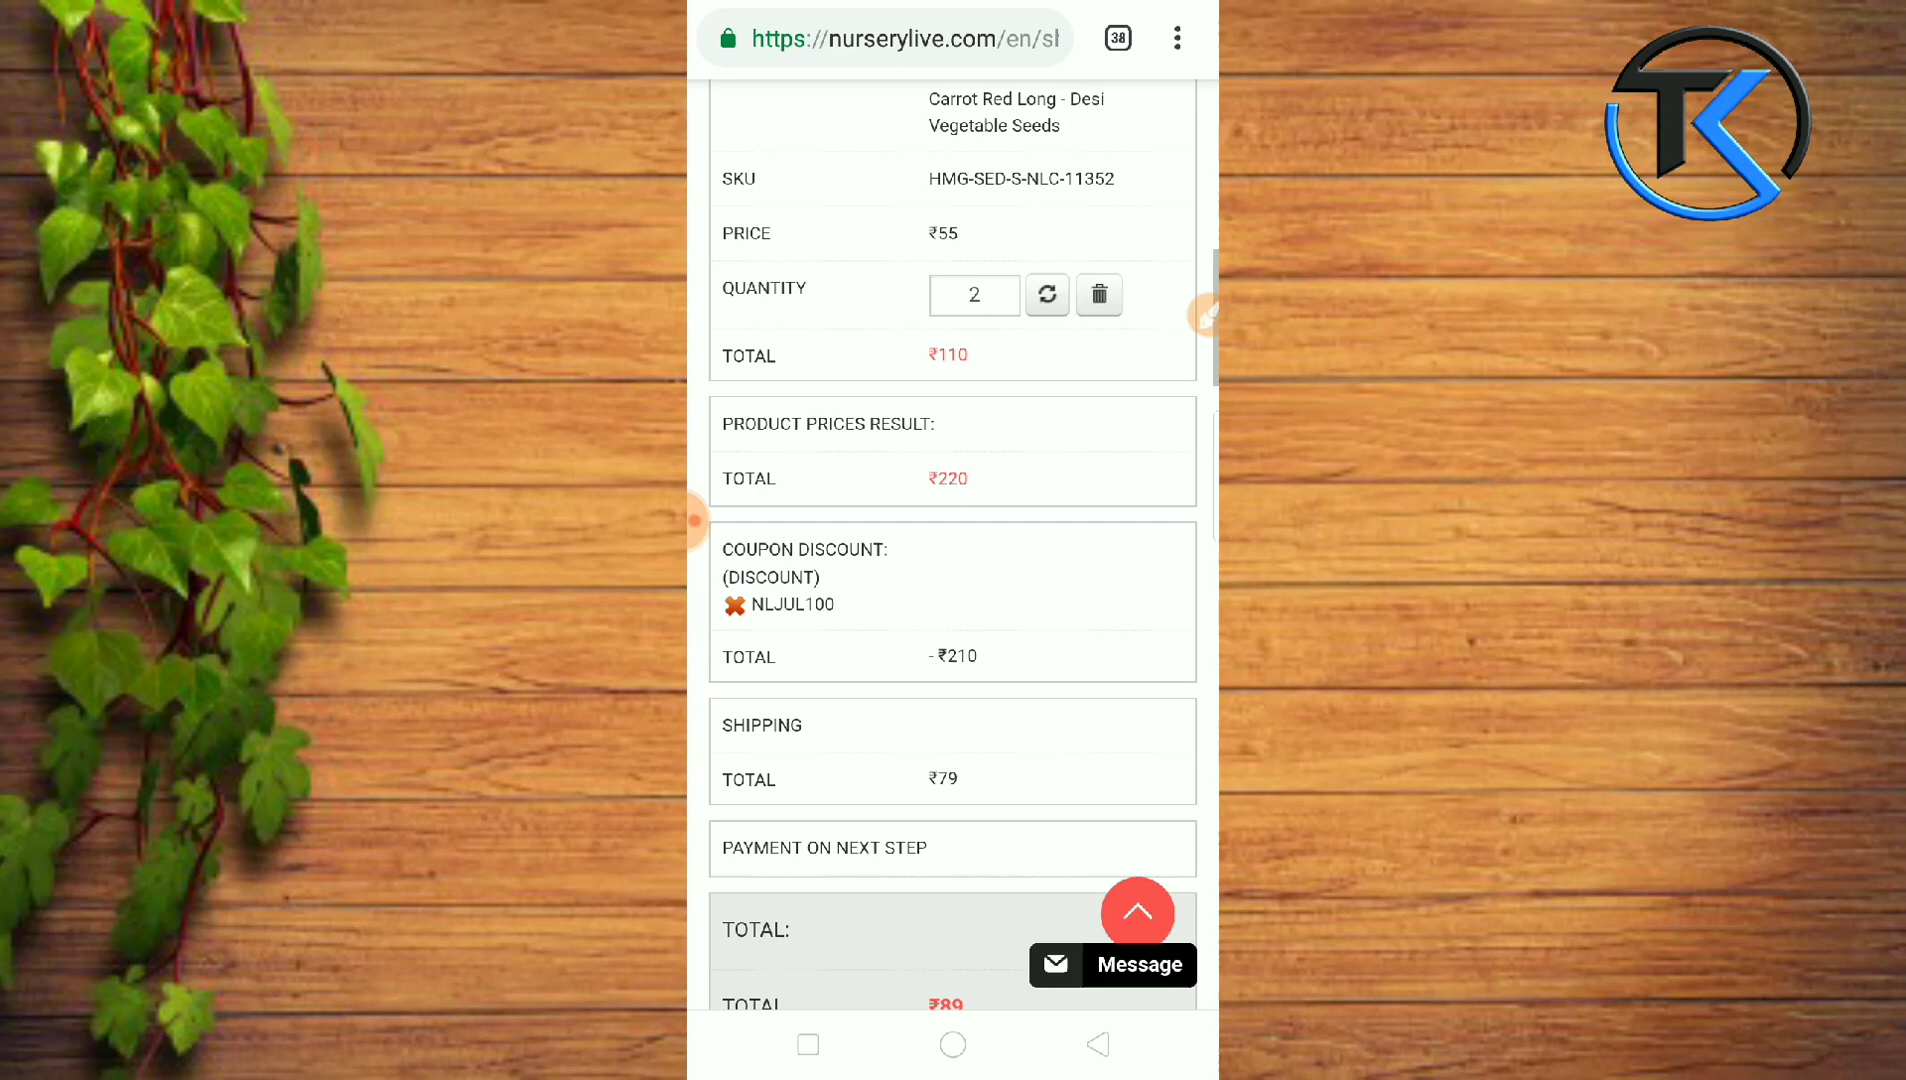 https://nurserylive.com/en/sl
38
Carrot Red Long - Desi
Vegetable Seeds
SKU HMG-SED-S-NLC-11352
PRICE ₹55
QUANTITY 2
TOTAL ₹110
PRODUCT PRICES RESULT:
TOTAL ₹220
COUPON DISCOUNT:
(DISCOUNT)
NLJUL100
TOTAL - ₹210
SHIPPING
TOTAL ₹79
PAYMENT ON NEXT STEP
TOTAL:
Message
TOTAL ₹89
TK